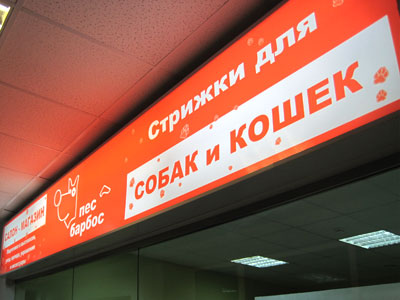 Стрижки для
СОБАК и КОШЕК
пес
барбос
САЛОН - МАГАЗИН